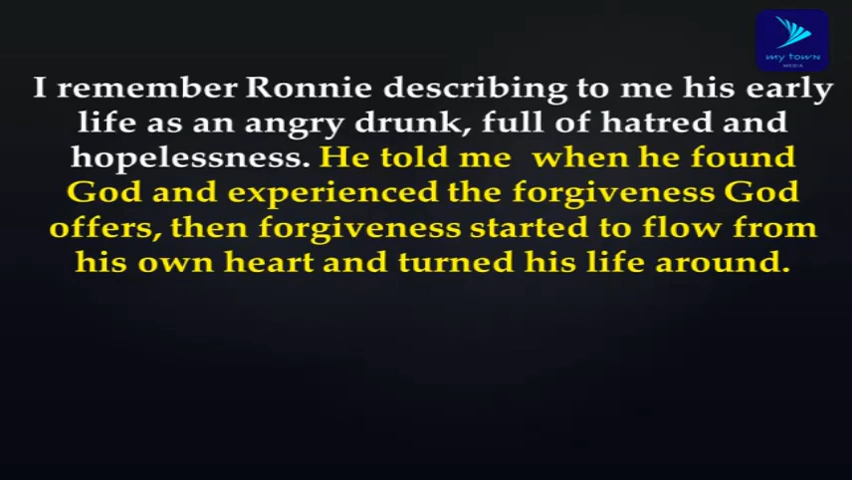 my town
MEDIA
I remember Ronnie describing to me his early
life as an angry drunk, full of hatred and
hopelessness. He told me  when he found
God and experienced the forgiveness God
offers, then forgiveness started to flow from
his own heart and turned his life around.